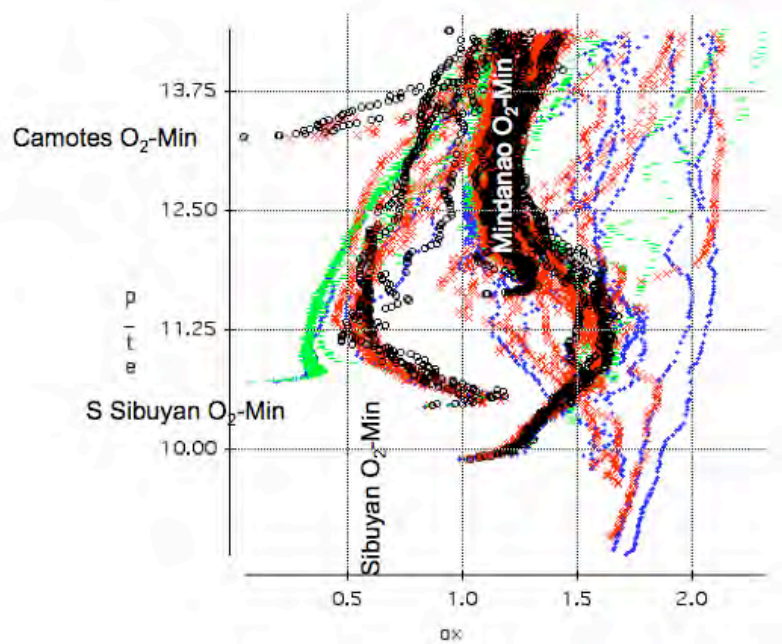 13.75
Camotes O₂-Min
Mindanao O₂-Min
12.50
p_te
11.25
S Sibuyan O₂-Min
10.00
Sibuyan O₂-Min
0.5 1.0 1.5 2.0
ox